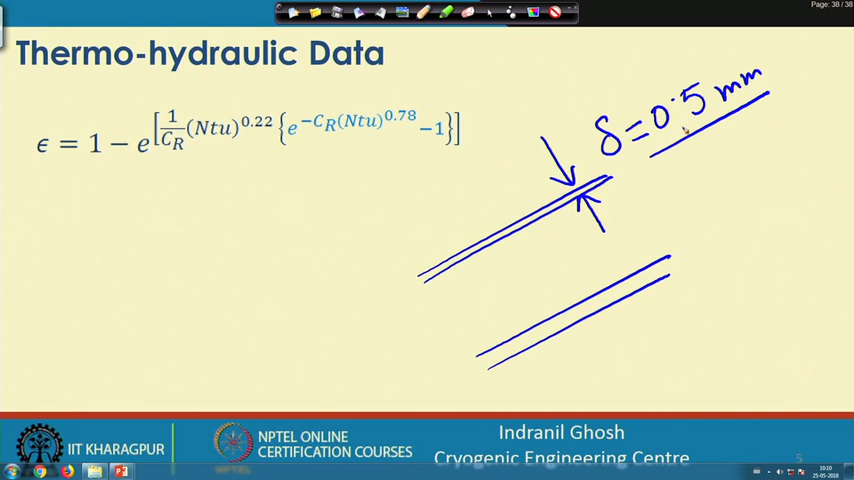 Page: 38 / 38
Thermo-hydraulic Data
ϵ = 1 − e^[1/C_R (Ntu)^0.22 {e^−C_R(Ntu)^0.78 −1}]
δ = 0.5 mm
IIT KHARAGPUR
NPTEL ONLINE
CERTIFICATION COURSES
NPTEL
Indranil Ghosh
Cryogenic Engineering Centre
5
10:10
25-05-2018